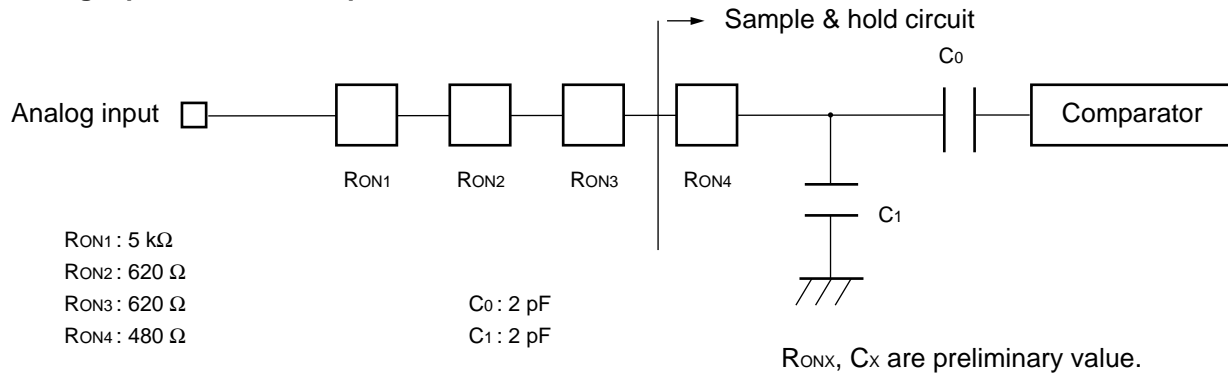 Sample & hold circuit
C0
Analog input
Comparator
RON1
RON2
RON3
RON4
C1
RON1 : 5 kΩ
RON2 : 620 Ω
RON3 : 620 Ω
RON4 : 480 Ω
C0 : 2 pF
C1 : 2 pF
RONX, CX are preliminary value.